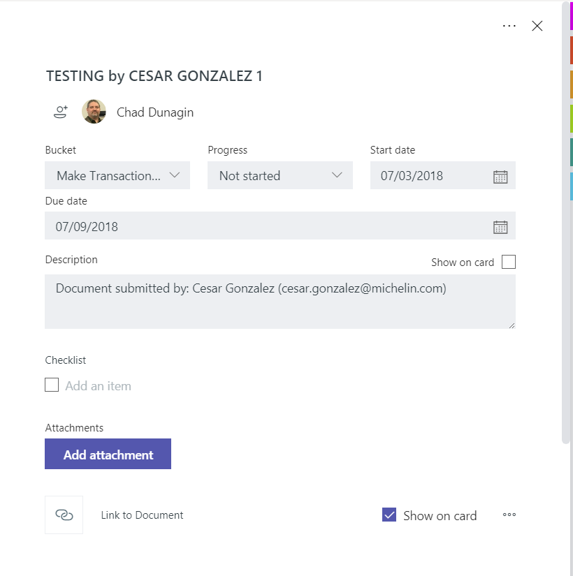 TESTING by CESAR GONZALEZ 1
Chad Dunagin
Bucket Progress Start date
Make Transaction... Not started 07/03/2018
Due date
07/09/2018
Description Show on card
Document submitted by: Cesar Gonzalez (cesar.gonzalez@michelin.com)
Checklist
Add an item
Attachments
Add attachment
Link to Document Show on card